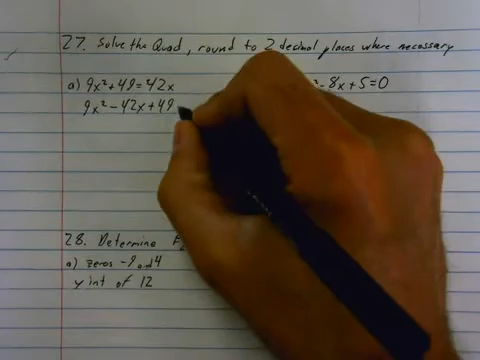 27. Solve the Quad, round to 2 decimal places where necessary
a) 9x² + 49 = 42x ² - 8x + 5 = 0
9x² - 42x + 49
28. Determine
a) zeros -9 and 4
y int of 12